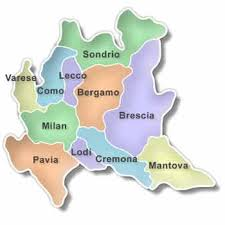 Sondrio
Varese
Lecco
Como
Bergamo
Brescia
Milan
Pavia
Lodi
Cremona
Mantova